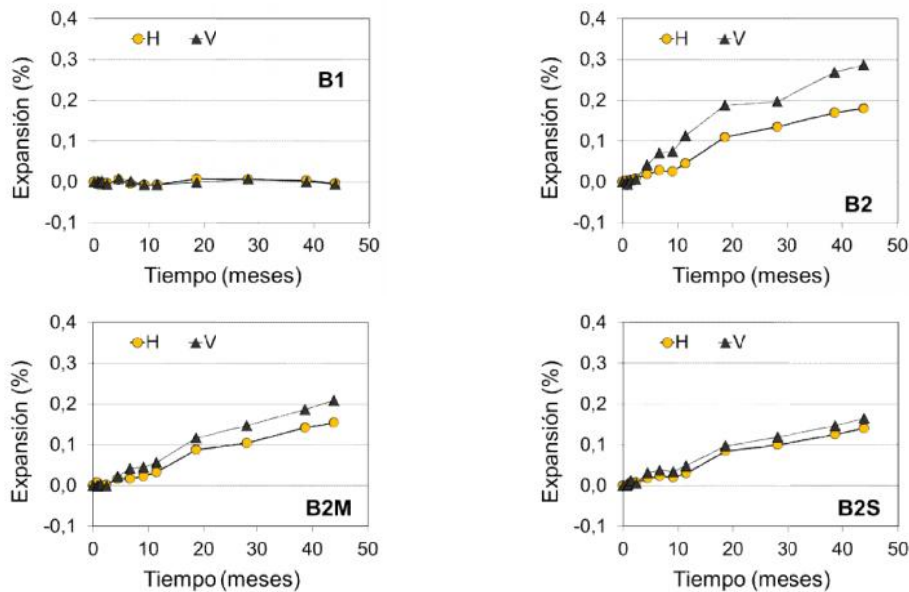 0,4
0,3
0,2
0,1
0,0
-0,1
Expansión (%)
H V
B1
0 10 20 30 40 50
Tiempo (meses)
0,4
0,3
0,2
0,1
0,0
-0,1
Expansión (%)
H V
B2
0 10 20 30 40 50
Tiempo (meses)
0,4
0,3
0,2
0,1
0,0
-0,1
Expansión (%)
H V
B2M
0 10 20 30 40 50
Tiempo (meses)
0,4
0,3
0,2
0,1
0,0
-0,1
Expansión (%)
H V
B2S
0 10 20 30 40 50
Tiempo (meses)